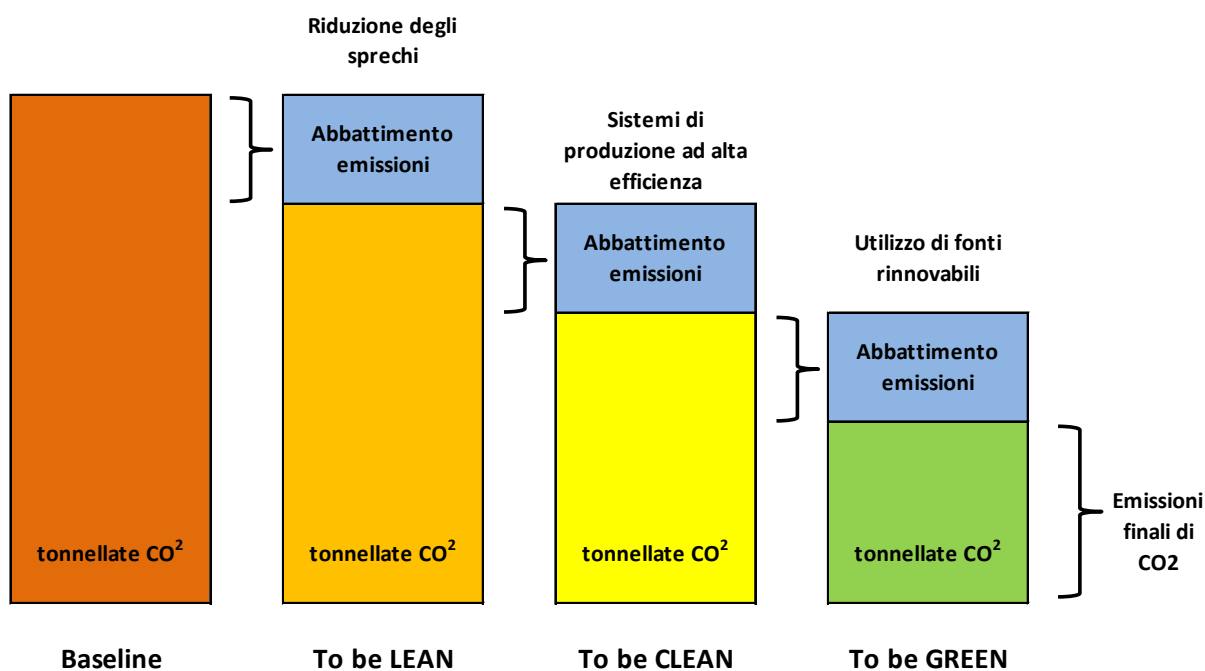 Riduzione degli
sprechi
Abbattimento
emissioni
Sistemi di
produzione ad alta
efficienza
Abbattimento
emissioni
Utilizzo di fonti
rinnovabili
Abbattimento
emissioni
tonnellate CO²
tonnellate CO²
tonnellate CO²
tonnellate CO²
Emissioni
finali di
CO2
Baseline
To be LEAN
To be CLEAN
To be GREEN